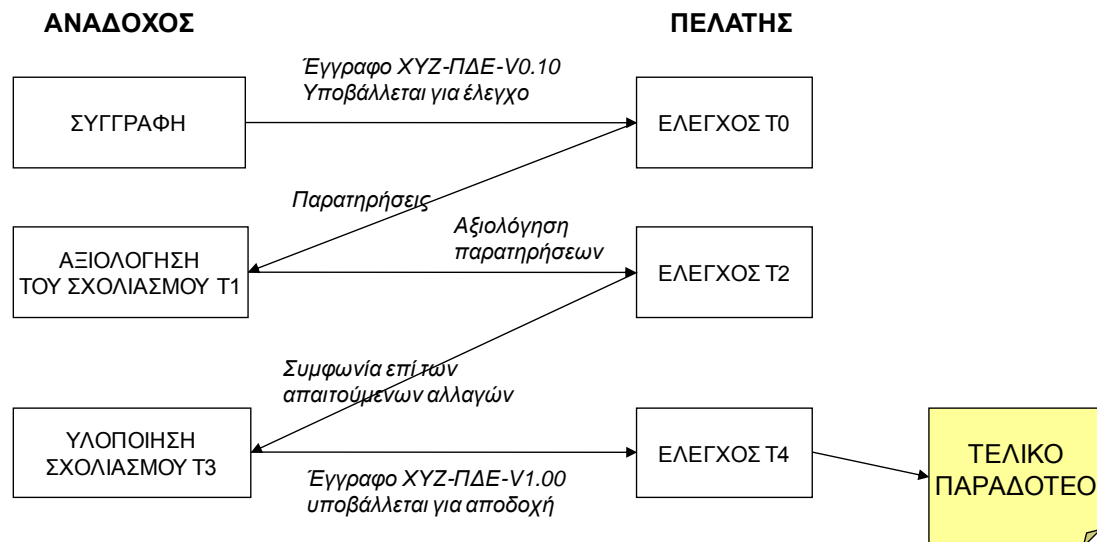 ΑΝΑΔΟΧΟΣ
ΠΕΛΑΤΗΣ
Έγγραφο ΧΥΖ-ΠΔΕ-V0.10
Υποβάλλεται για έλεγχο
ΣΥΓΓΡΑΦΗ
ΕΛΕΓΧΟΣ Τ0
Παρατηρήσεις
Αξιολόγηση
παρατηρήσεων
ΑΞΙΟΛΟΓΗΣΗ
ΤΟΥ ΣΧΟΛΙΑΣΜΟΥ Τ1
ΕΛΕΓΧΟΣ Τ2
Συμφωνία επί των
απαιτούμενων αλλαγών
ΥΛΟΠΟΙΗΣΗ
ΣΧΟΛΙΑΣΜΟΥ Τ3
ΕΛΕΓΧΟΣ Τ4
ΤΕΛΙΚΟ
ΠΑΡΑΔΟΤΕΟ
Έγγραφο ΧΥΖ-ΠΔΕ-V1.00
υποβάλλεται για αποδοχή